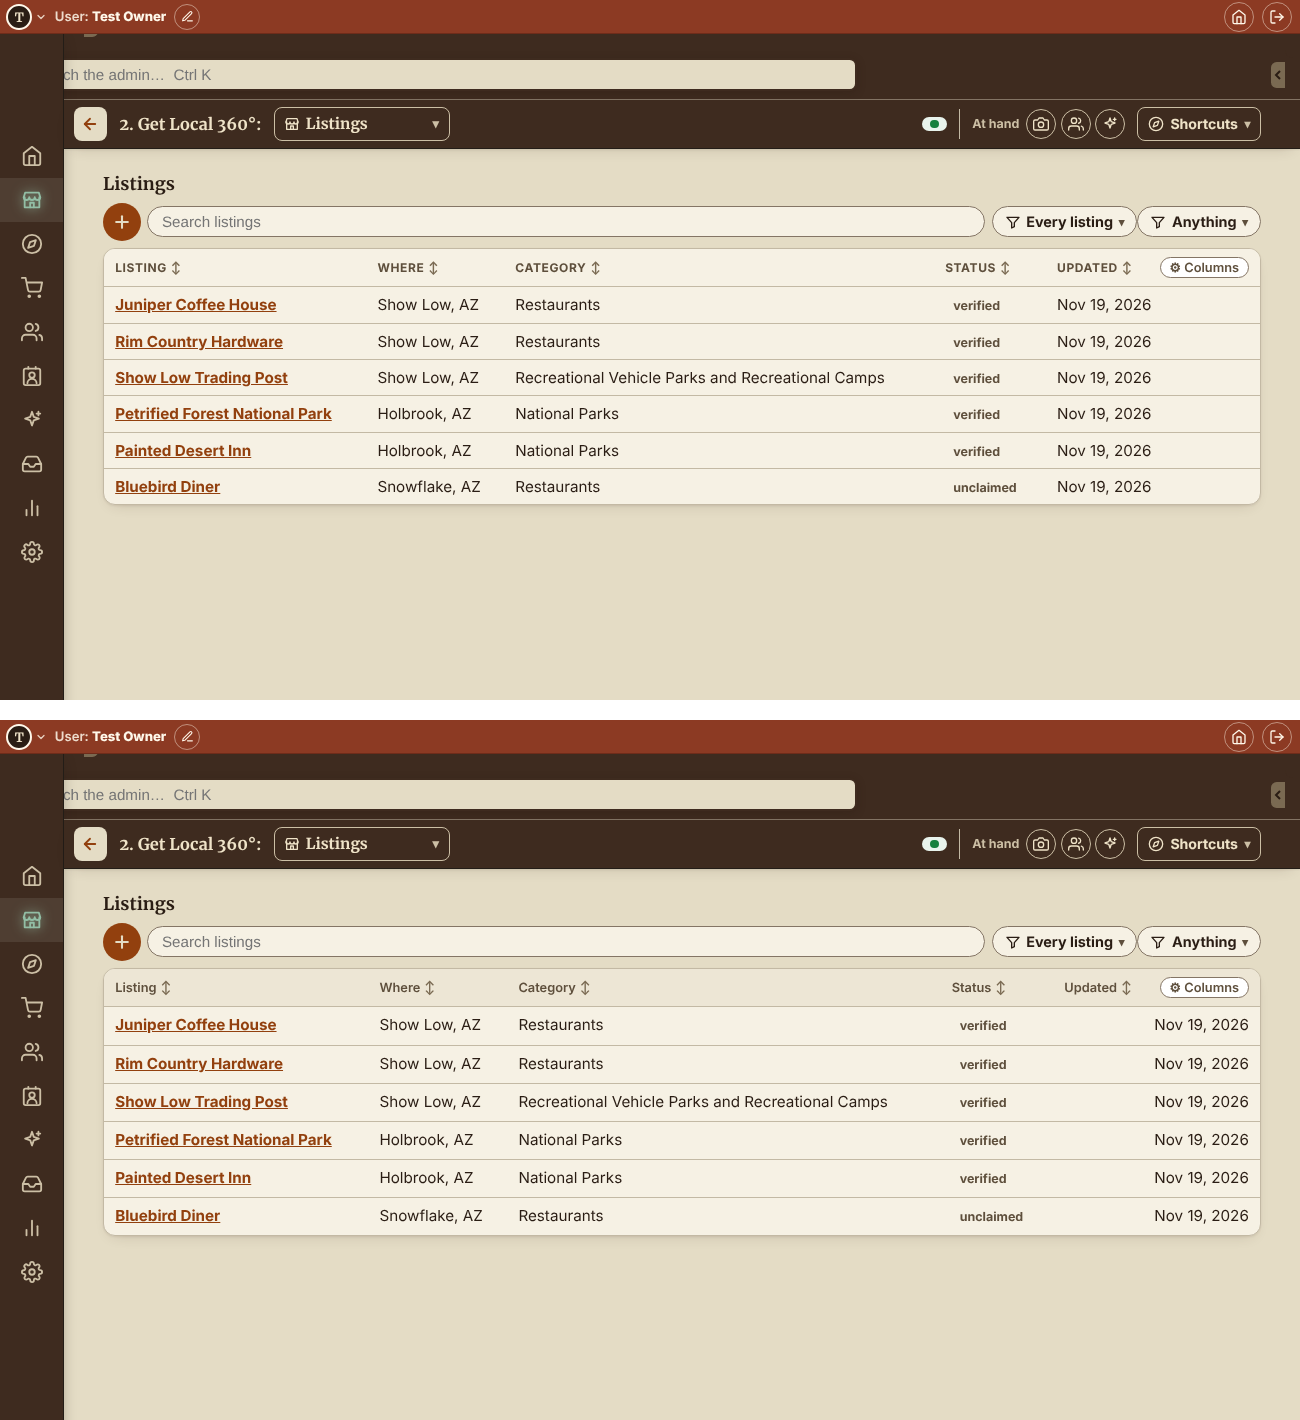 T User: Test Owner
ch the admin… Ctrl K
2. Get Local 360°: Listings ▾ At hand Shortcuts ▾
Listings
+ Search listings Every listing ▾ Anything ▾
LISTING WHERE CATEGORY STATUS UPDATED Columns
Juniper Coffee House Show Low, AZ Restaurants verified Nov 19, 2026
Rim Country Hardware Show Low, AZ Restaurants verified Nov 19, 2026
Show Low Trading Post Show Low, AZ Recreational Vehicle Parks and Recreational Camps verified Nov 19, 2026
Petrified Forest National Park Holbrook, AZ National Parks verified Nov 19, 2026
Painted Desert Inn Holbrook, AZ National Parks verified Nov 19, 2026
Bluebird Diner Snowflake, AZ Restaurants unclaimed Nov 19, 2026
T User: Test Owner
ch the admin… Ctrl K
2. Get Local 360°: Listings ▾ At hand Shortcuts ▾
Listings
+ Search listings Every listing ▾ Anything ▾
Listing Where Category Status Updated Columns
Juniper Coffee House Show Low, AZ Restaurants verified Nov 19, 2026
Rim Country Hardware Show Low, AZ Restaurants verified Nov 19, 2026
Show Low Trading Post Show Low, AZ Recreational Vehicle Parks and Recreational Camps verified Nov 19, 2026
Petrified Forest National Park Holbrook, AZ National Parks verified Nov 19, 2026
Painted Desert Inn Holbrook, AZ National Parks verified Nov 19, 2026
Bluebird Diner Snowflake, AZ Restaurants unclaimed Nov 19, 2026